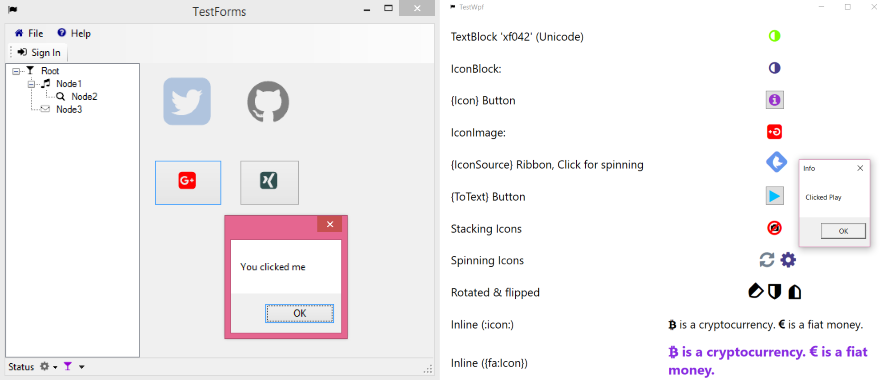 TestForms
File Help
Sign In
Root
Node1
Node2
Node3
You clicked me
OK
Status
TestWpf
TextBlock 'xf042' (Unicode)
IconBlock:
{Icon} Button
IconImage:
{IconSource} Ribbon, Click for spinning
{ToText} Button
Stacking Icons
Spinning Icons
Rotated & flipped
Inline (:icon:)
₿ is a cryptocurrency. € is a fiat money.
Inline ({fa:Icon})
₿ is a cryptocurrency. € is a fiat
money.
Info
Clicked Play
OK